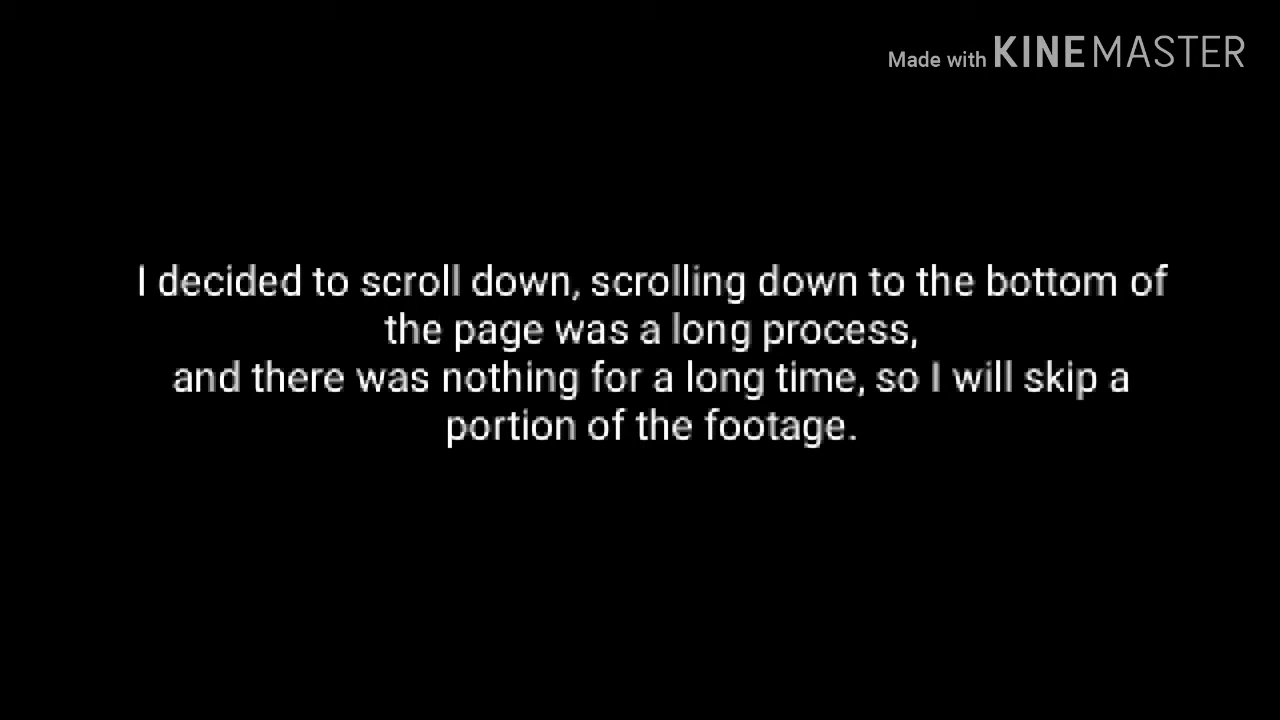 Made with KINEMASTER
I decided to scroll down, scrolling down to the bottom of
the page was a long process,
and there was nothing for a long time, so I will skip a
portion of the footage.